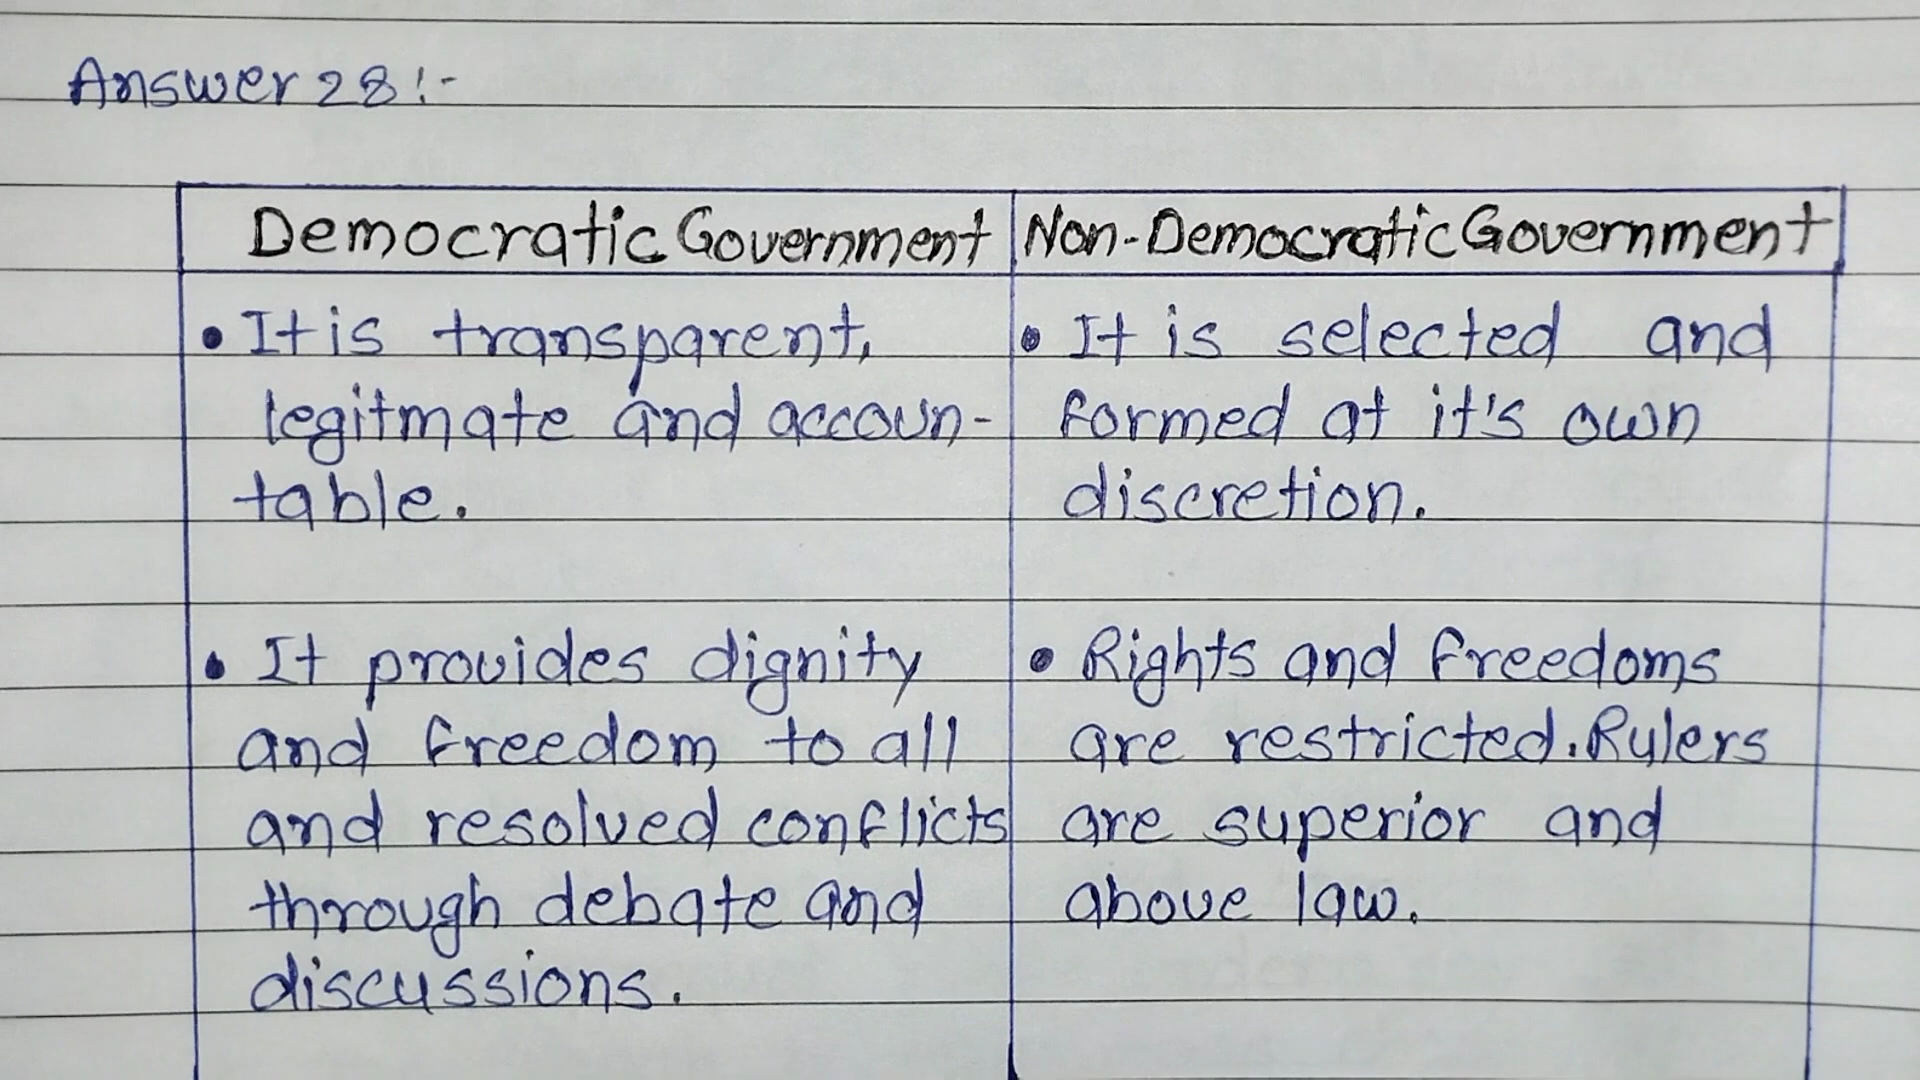 Answer 28:-
Democratic Government
• It is transparent,
legitmate and accoun-
table.
• It provides dignity
and freedom to all
and resolved conflicts
through debate and
discussions.
Non-Democratic Government
• It is selected and
formed at it's own
discretion.
• Rights and freedoms
are restricted. Rulers
are superior and
above law.